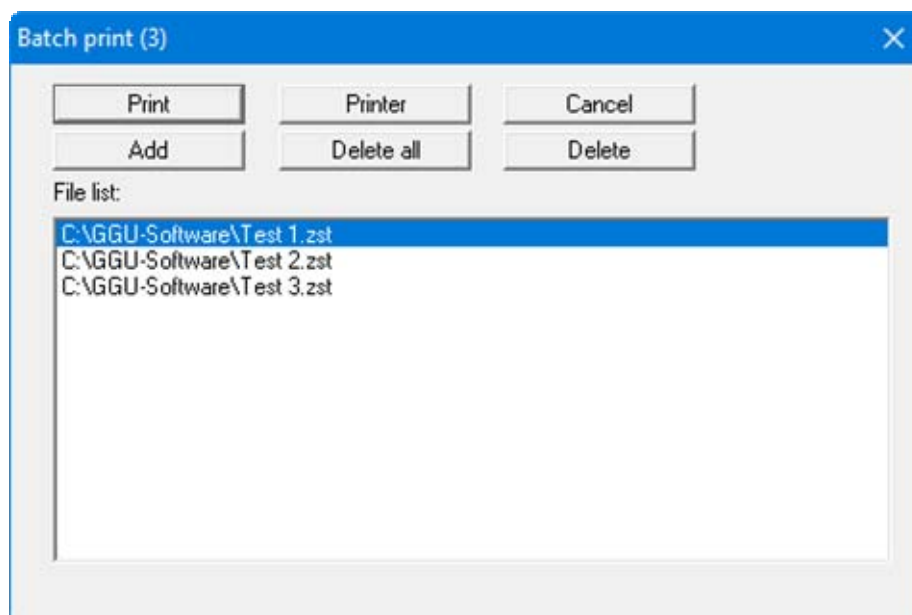 Batch print (3)
Print Printer Cancel
Add Delete all Delete
File list:
C:\GGU-Software\Test 1.zst
C:\GGU-Software\Test 2.zst
C:\GGU-Software\Test 3.zst